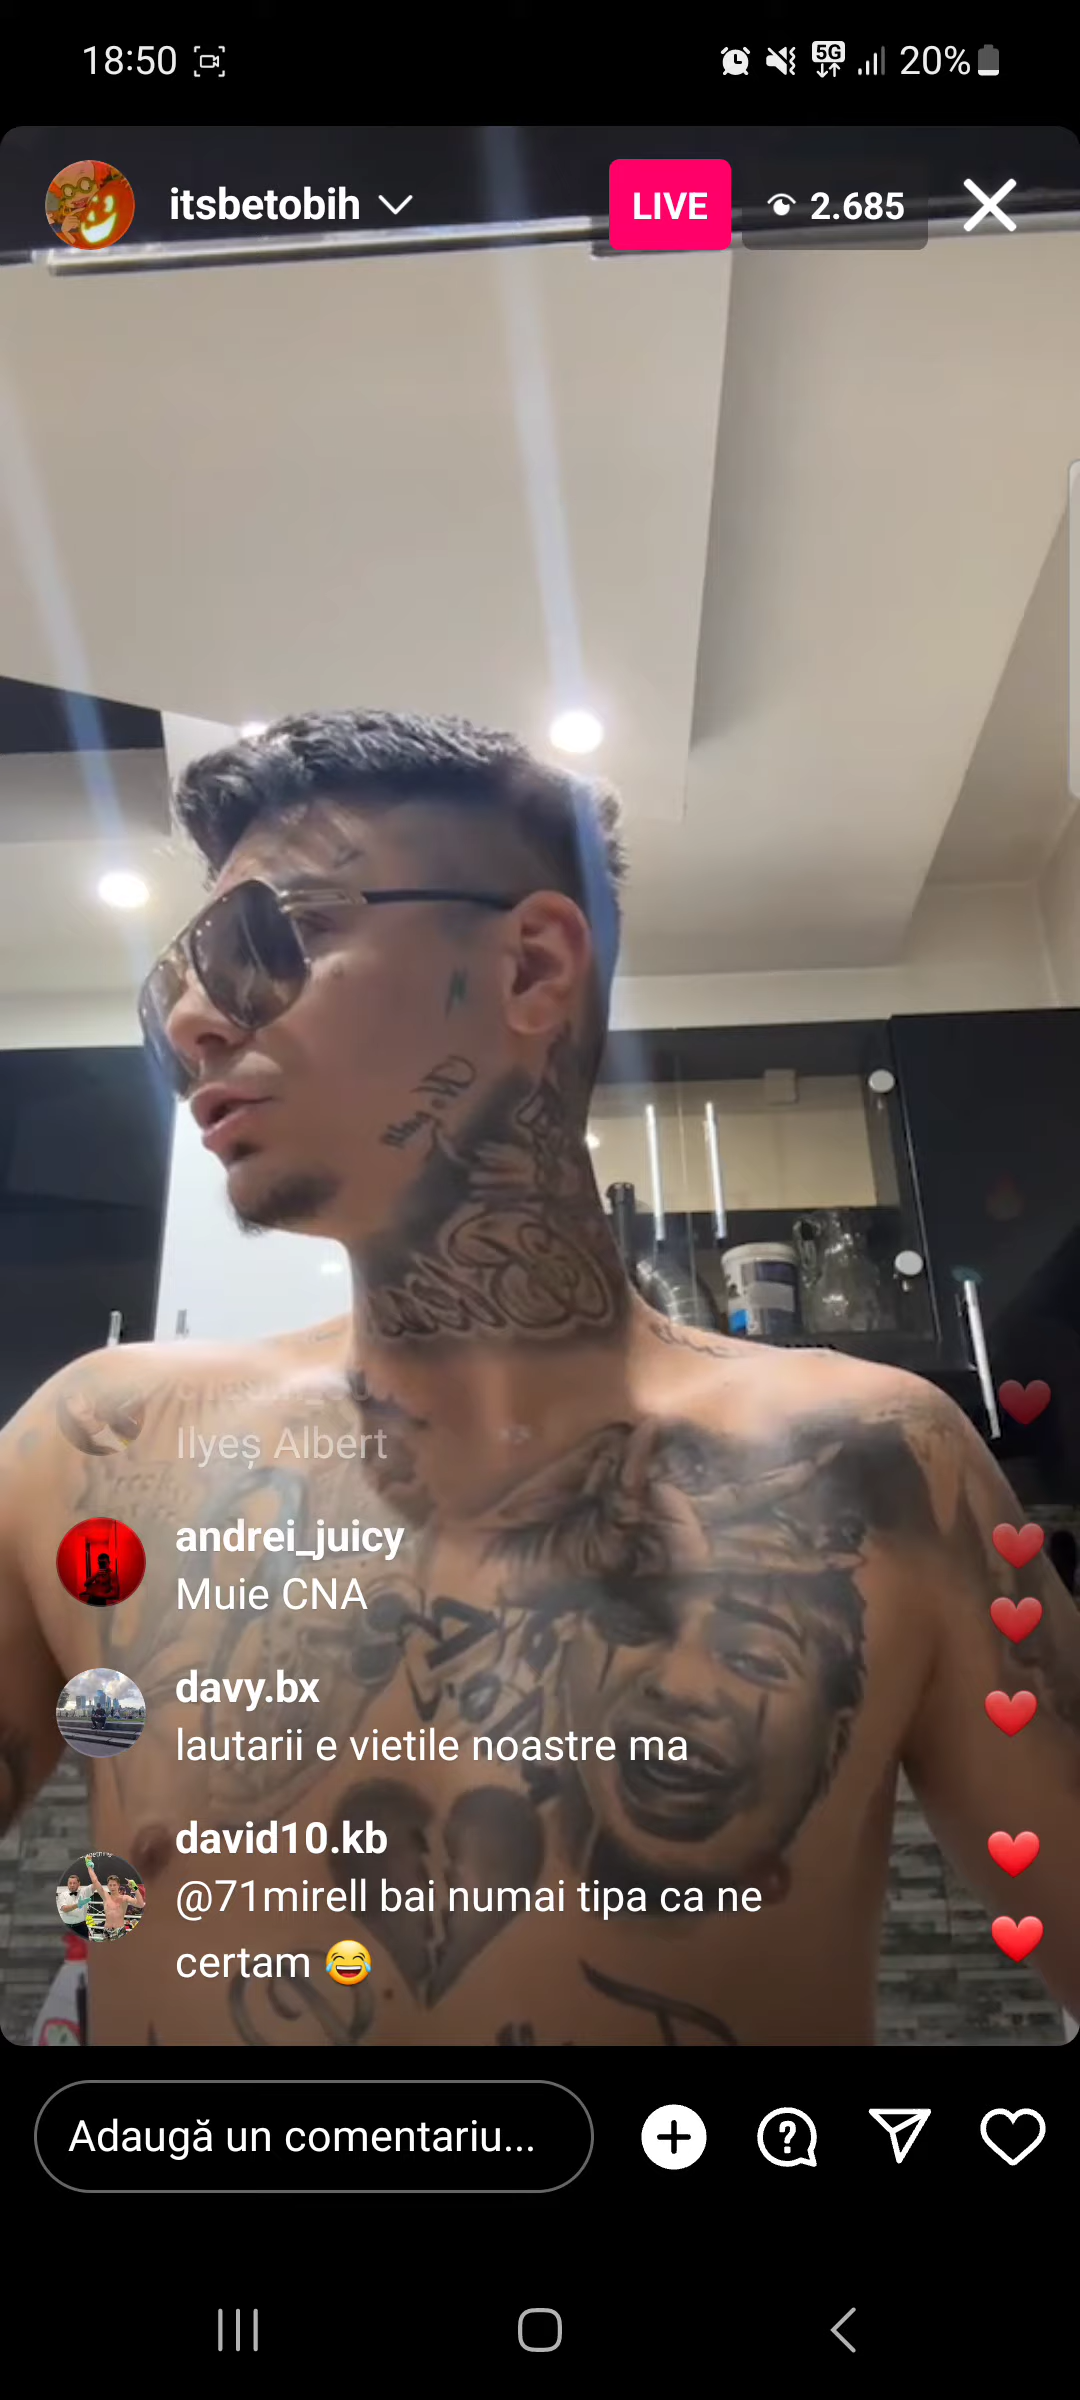 18:50
5G
20%
itsbetobih
LIVE
2.685
Ilyeș Albert
andrei_juicy
Muie CNA
davy.bx
lautarii e vietile noastre ma
david10.kb
@71mirell bai numai tipa ca ne
certam 😂
Adaugă un comentariu...